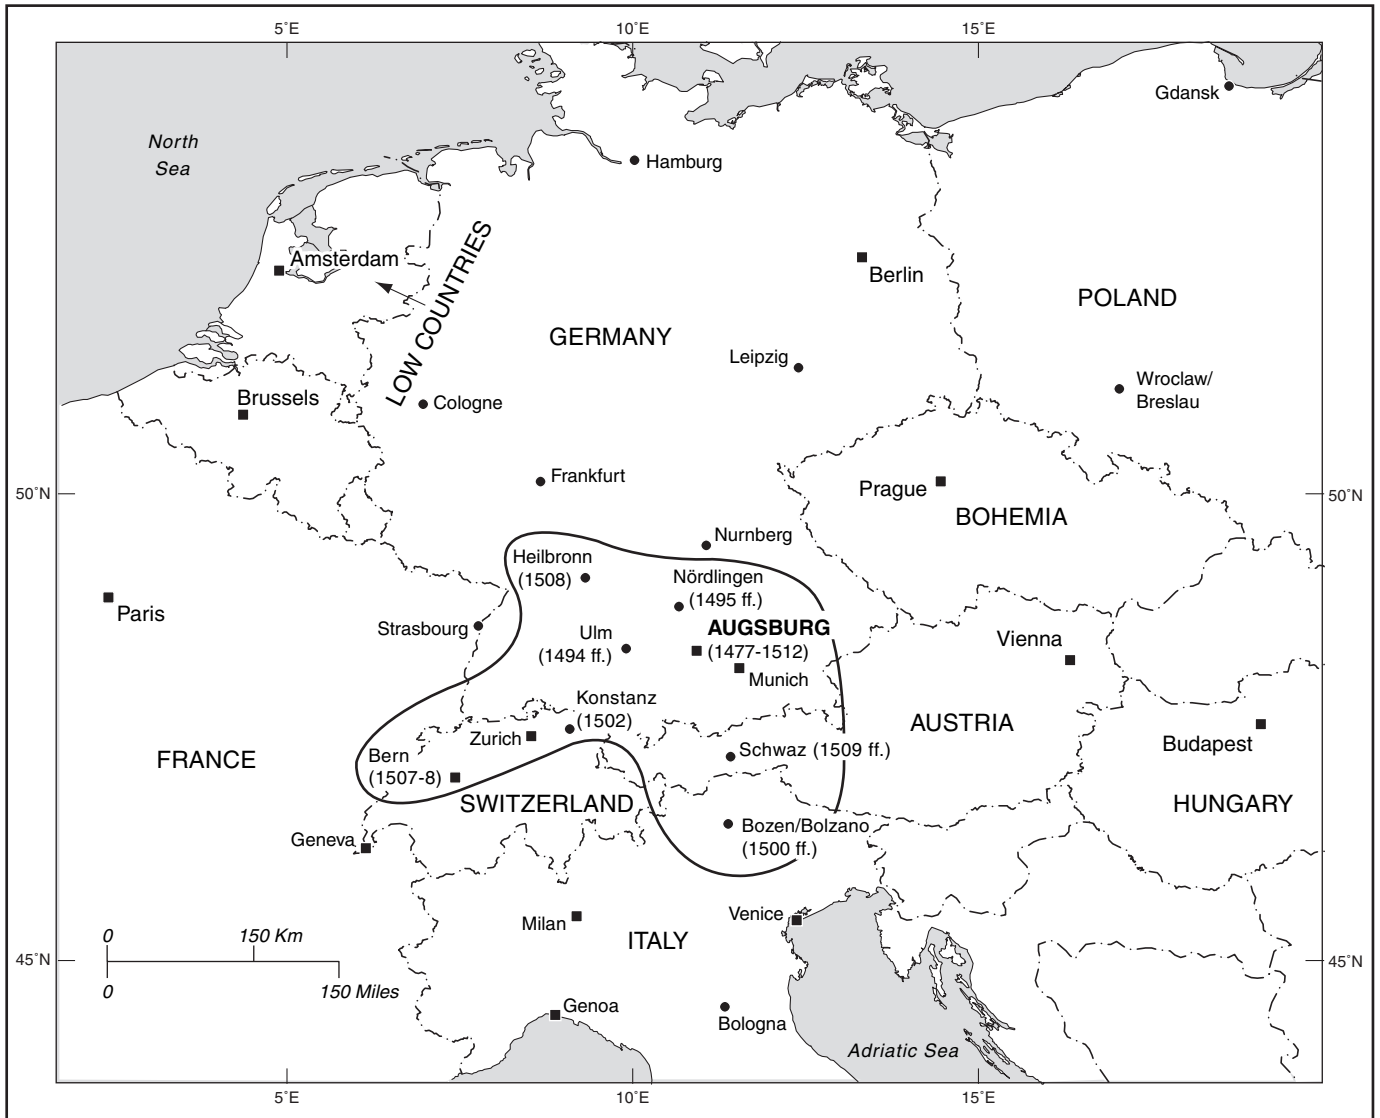 5°E
10°E
15°E
Gdansk
North
Sea
Hamburg
Amsterdam
LOW COUNTRIES
Berlin
POLAND
GERMANY
Leipzig
Wroclaw/
Breslau
Brussels
Cologne
Frankfurt
50°N
50°N
Prague
BOHEMIA
Nurnberg
Heilbronn
(1508)
Nördlingen
(1495 ff.)
Paris
Strasbourg
Ulm
(1494 ff.)
AUGSBURG
(1477-1512)
Munich
Vienna
Konstanz
(1502)
Zurich
AUSTRIA
Budapest
FRANCE
Bern
(1507-8)
Schwaz (1509 ff.)
SWITZERLAND
HUNGARY
Geneva
Bozen/Bolzano
(1500 ff.)
Milan
Venice
ITALY
0
150 Km
45°N
45°N
0
150 Miles
Genoa
Bologna
Adriatic Sea
5°E
10°E
15°E